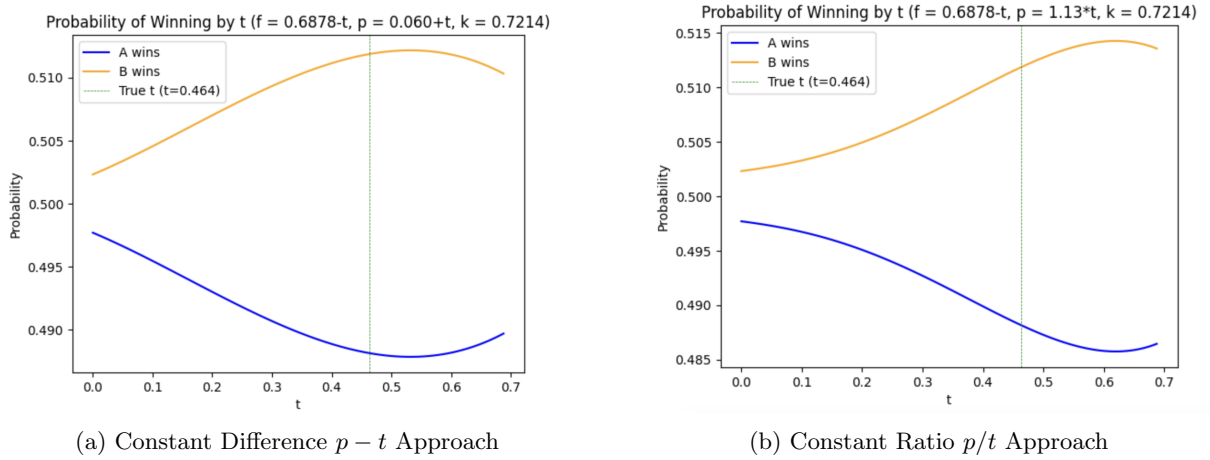 Probability of Winning by t (f = 0.6878-t, p = 0.060+t, k = 0.7214)
A wins
B wins
True t (t=0.464)
Probability
0.510
0.505
0.500
0.495
0.490
0.0 0.1 0.2 0.3 0.4 0.5 0.6 0.7
t
(a) Constant Difference p − t Approach
Probability of Winning by t (f = 0.6878-t, p = 1.13*t, k = 0.7214)
A wins
B wins
True t (t=0.464)
Probability
0.515
0.510
0.505
0.500
0.495
0.490
0.485
0.0 0.1 0.2 0.3 0.4 0.5 0.6 0.7
t
(b) Constant Ratio p/t Approach